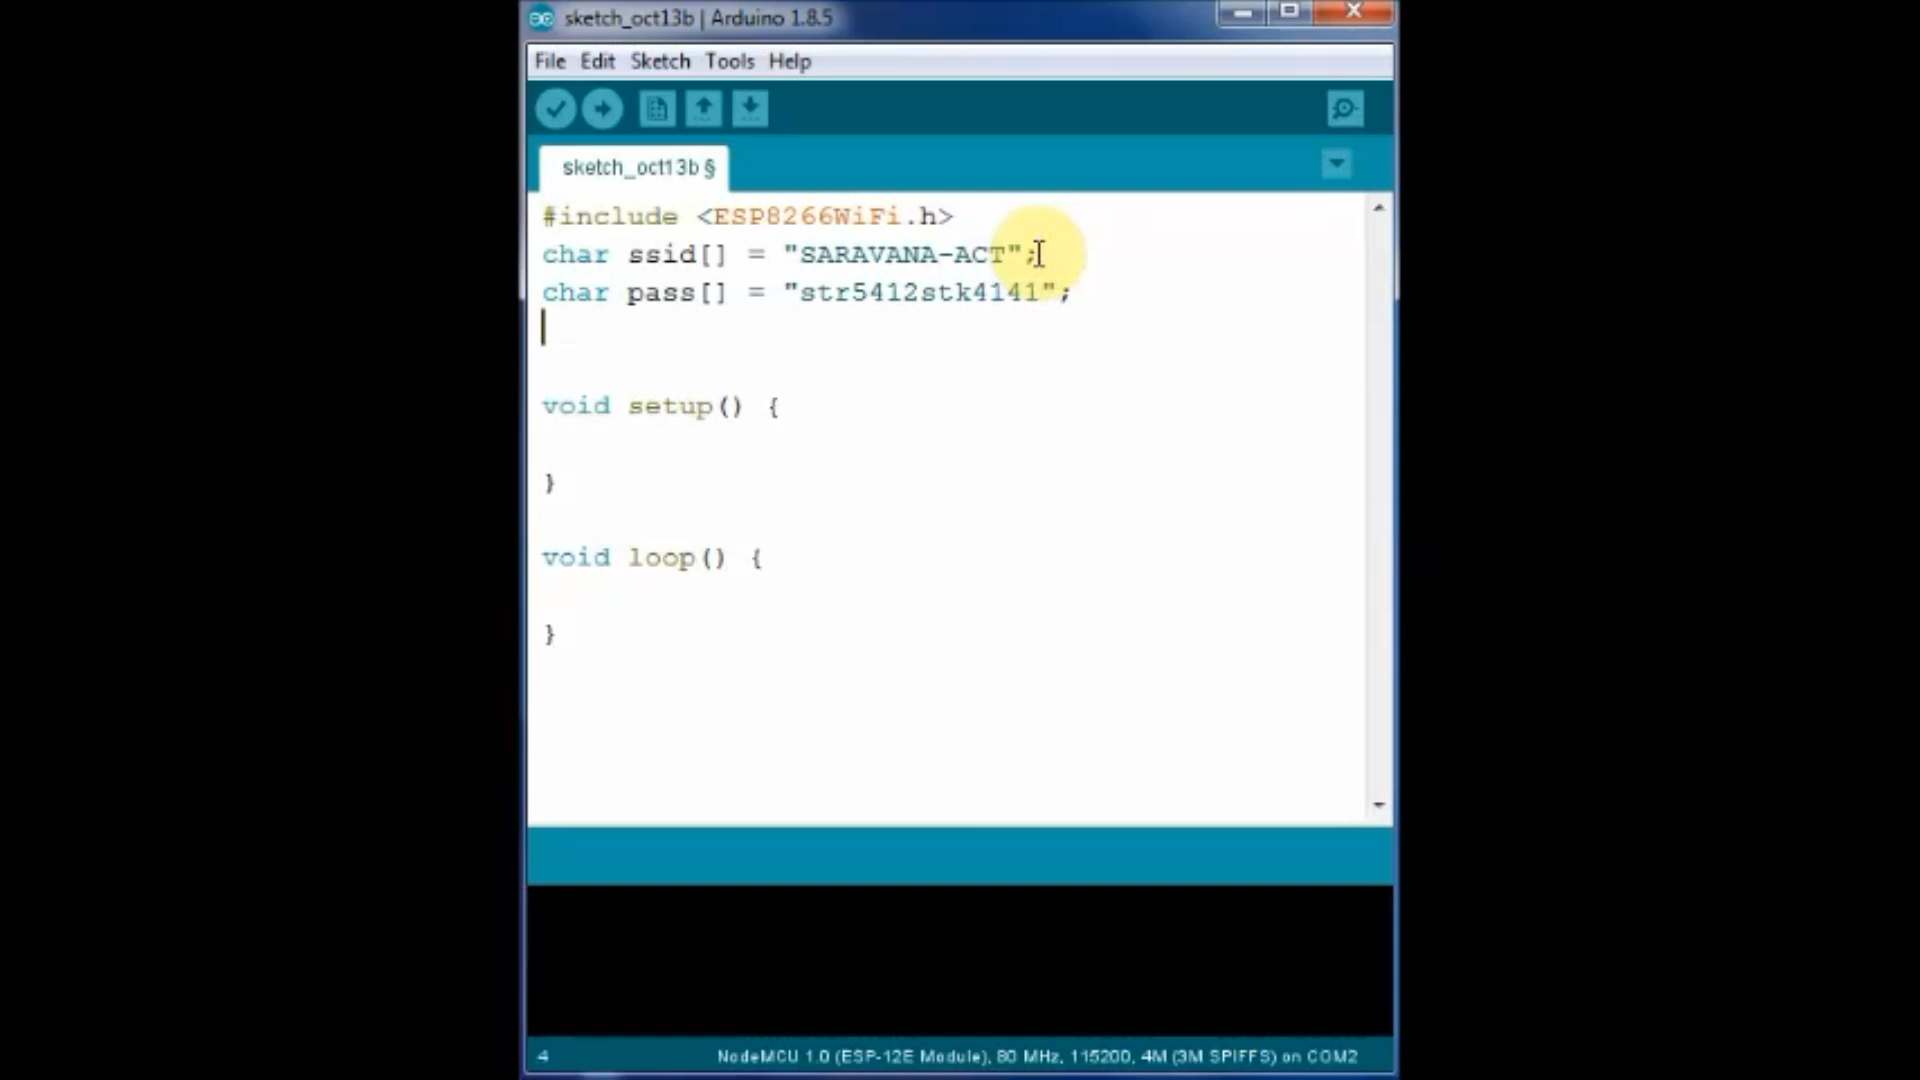 sketch_oct13b | Arduino 1.8.5
File Edit Sketch Tools Help
sketch_oct13b §
#include <ESP8266WiFi.h>
char ssid[] = "SARAVANA-ACT";
char pass[] = "str5412stk4141";
void setup() {
}
void loop() {
}
4 NodeMCU 1.0 (ESP-12E Module), 80 MHz, 115200, 4M (3M SPIFFS) on COM2